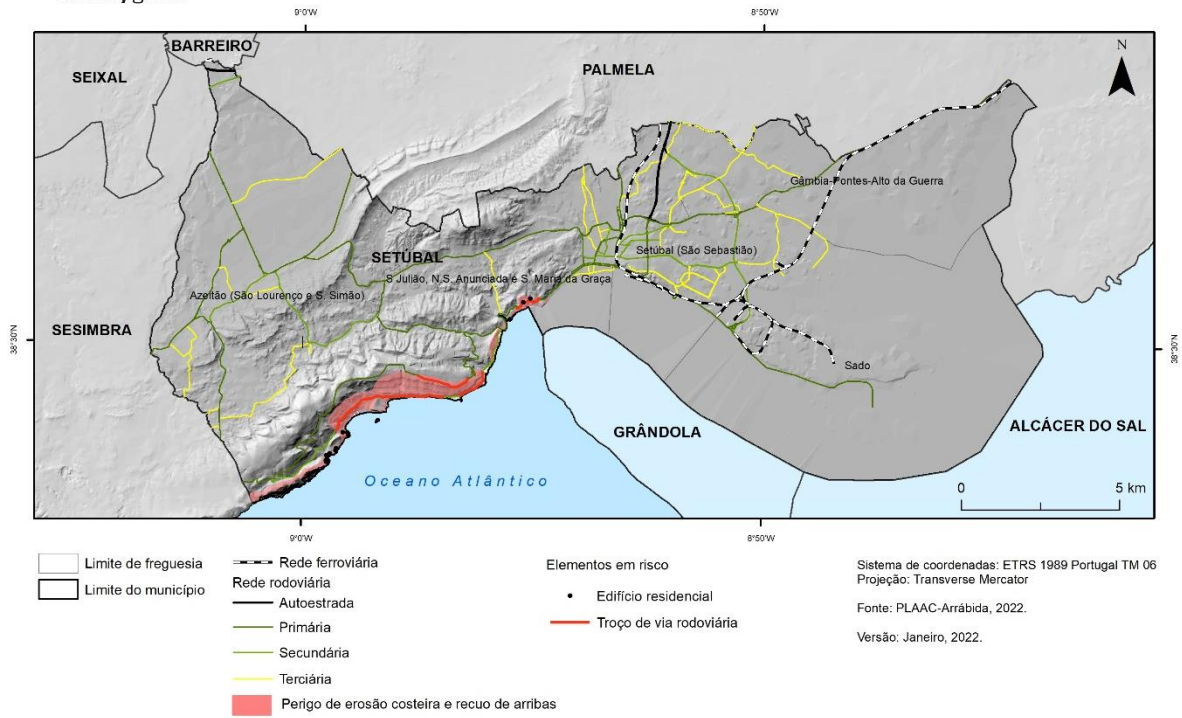 9°0'W
8°50'W
BARREIRO
SEIXAL
PALMELA
N
Gâmbia-Pontes-Alto da Guerra
SETÚBAL
Setúbal (São Sebastião)
S Julião, N.S. Anunciada e S. Maria da Graça
Azeitão (São Lourenço e S. Simão)
SESIMBRA
38°30'N
38°30'N
Sado
GRÂNDOLA
ALCÁCER DO SAL
Oceano Atlântico
0 5 km
9°0'W
8°50'W
Limite de freguesia
Limite do município
Rede ferroviária
Rede rodoviária
Autoestrada
Primária
Secundária
Terciária
Perigo de erosão costeira e recuo de arribas
Elementos em risco
Edifício residencial
Troço de via rodoviária
Sistema de coordenadas: ETRS 1989 Portugal TM 06
Projeção: Transverse Mercator
Fonte: PLAAC-Arrábida, 2022.
Versão: Janeiro, 2022.